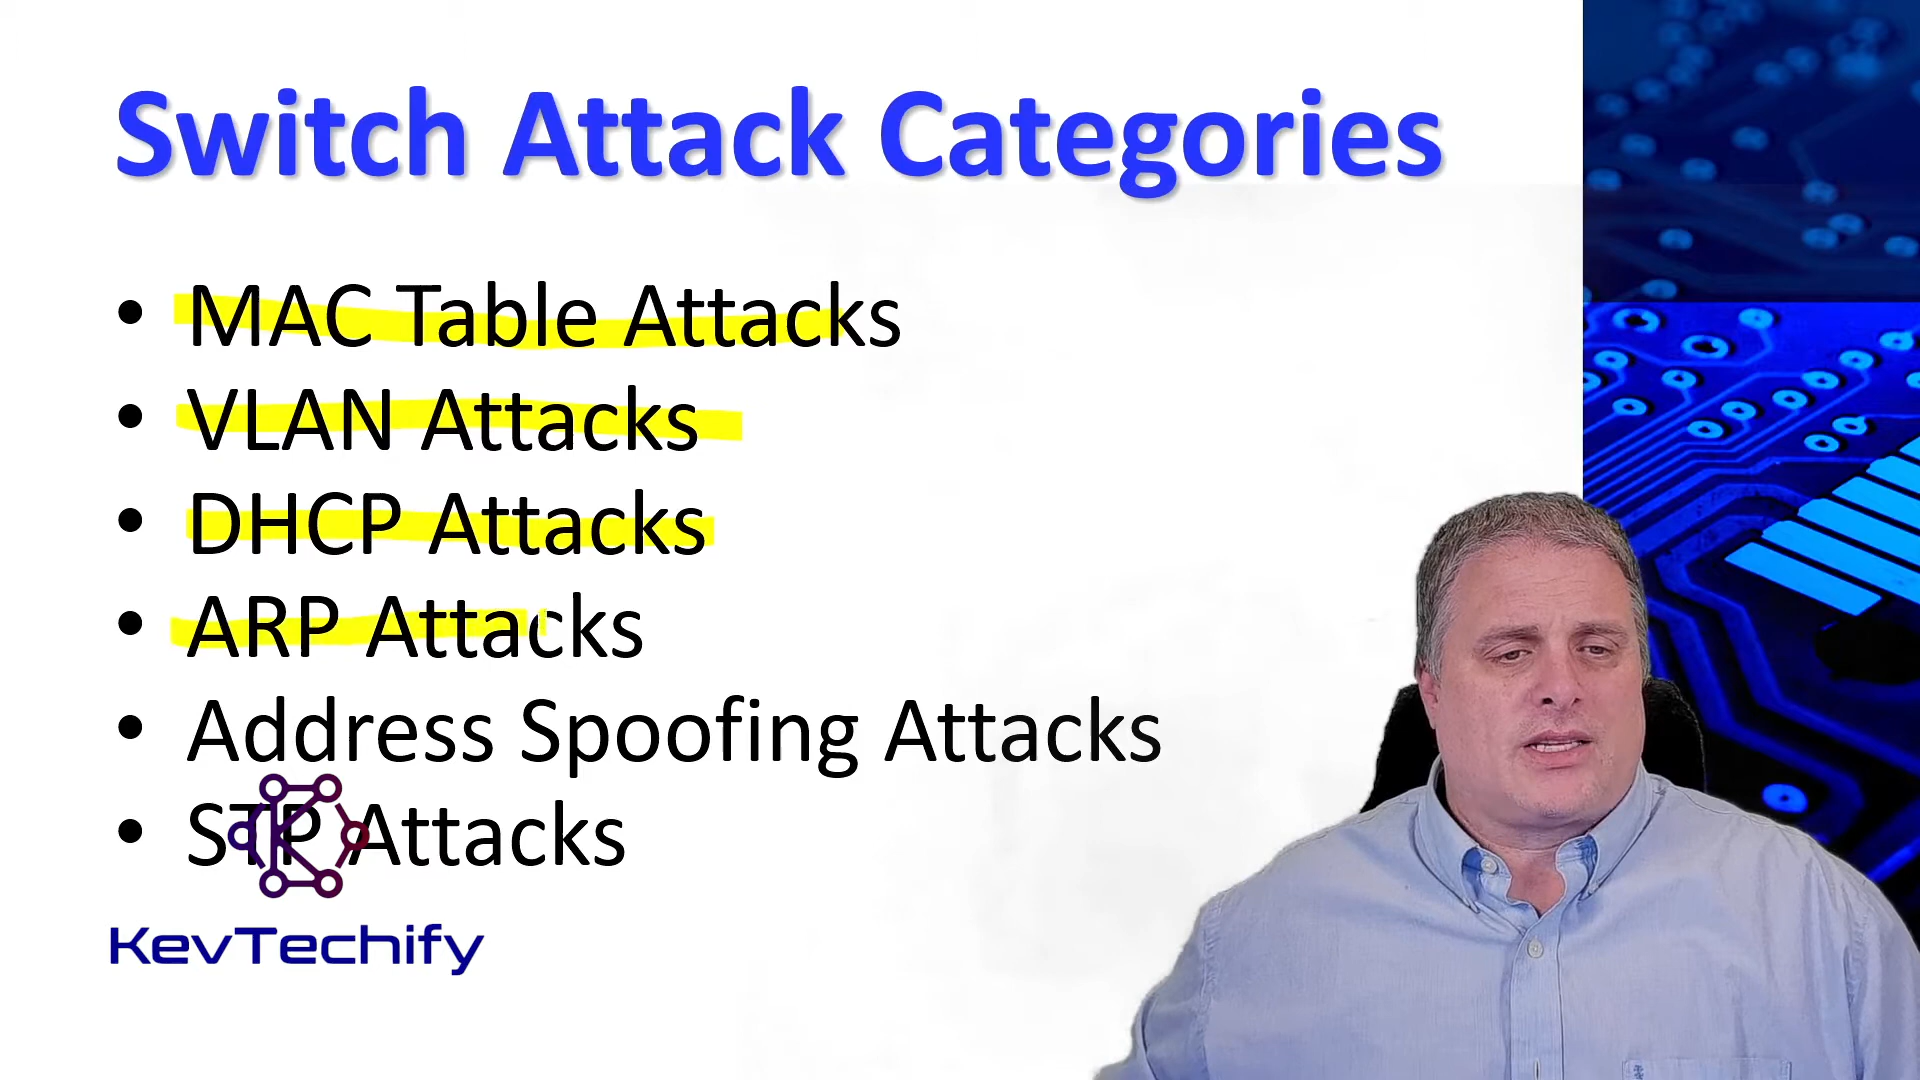 Switch Attack Categories
• MAC Table Attacks
• VLAN Attacks
• DHCP Attacks
• ARP Attacks
• Address Spoofing Attacks
• STP Attacks
KevTechify